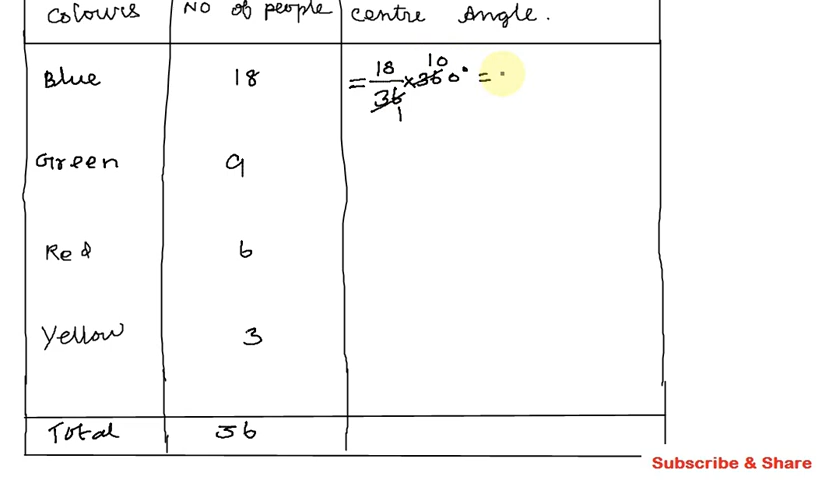 Colours No of people Centre Angle.
Blue 18 = 18/36 × 360° = 10 1
Green 9
Red 6
Yellow 3
Total 36
Subscribe & Share